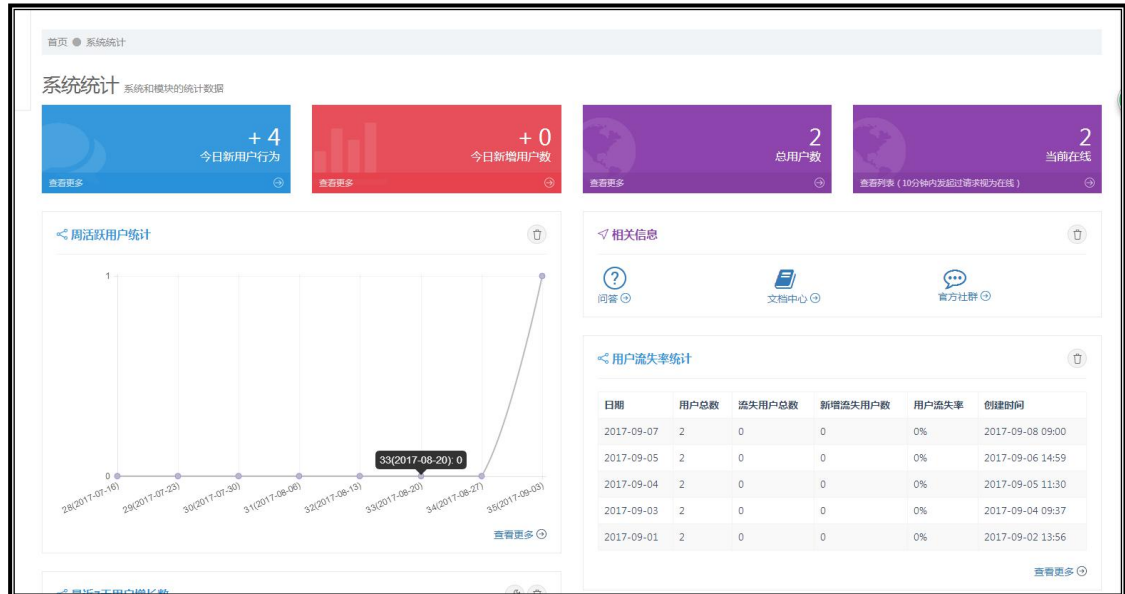 首页 ● 系统统计
系统统计 系统和模块的统计数据
+ 4
今日新用户行为
查看更多
+ 0
今日新增用户数
查看更多
2
总用户数
查看更多
2
当前在线
查看列表（10分钟内发起过请求视为在线）
周活跃用户统计
1
0
33(2017-08-20): 0
28(2017-07-16)
29(2017-07-23)
30(2017-07-30)
31(2017-08-06)
32(2017-08-13)
33(2017-08-20)
34(2017-08-27)
35(2017-09-03)
查看更多
相关信息
问答
文档中心
官方社群
用户流失率统计
日期 用户总数 流失用户总数 新增流失用户数 用户流失率 创建时间
2017-09-07 2 0 0 0% 2017-09-08 09:00
2017-09-05 2 0 0 0% 2017-09-06 14:59
2017-09-04 2 0 0 0% 2017-09-05 11:30
2017-09-03 2 0 0 0% 2017-09-04 09:37
2017-09-01 2 0 0 0% 2017-09-02 13:56
查看更多
最近7天用户增长数